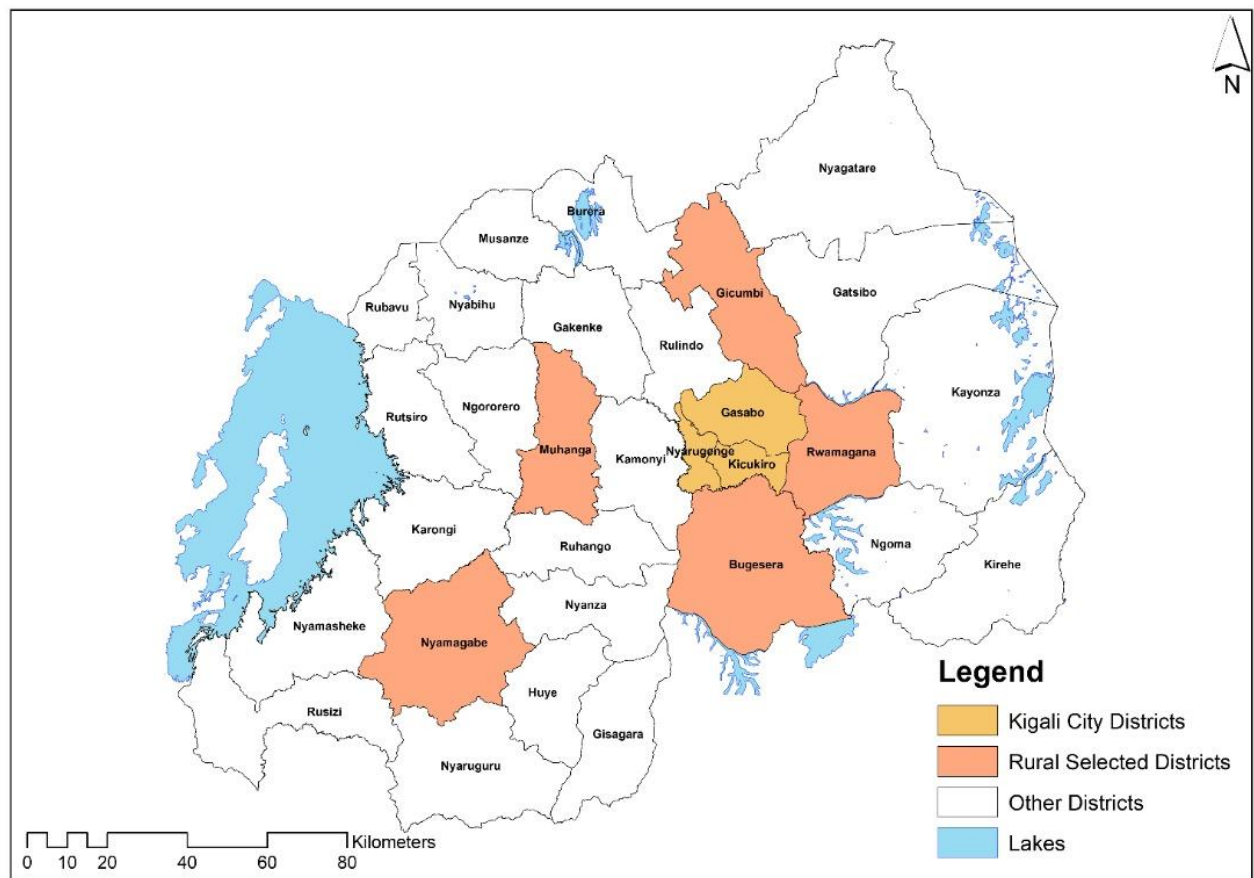 N
Nyagatare
Burera
Musanze
Gicumbi
Gatsibo
Rubavu
Nyabihu
Gakenke
Rulindo
Kayonza
Gasabo
Rutsiro
Ngororero
Muhanga
Kamonyi
Nyarugenge
Kicukiro
Rwamagana
Karongi
Ruhango
Ngoma
Bugesera
Kirehe
Nyanza
Nyamasheke
Nyamagabe
Huye
Rusizi
Gisagara
Nyaruguru
Legend
Kigali City Districts
Rural Selected Districts
Other Districts
Lakes
Kilometers
0 10 20 40 60 80